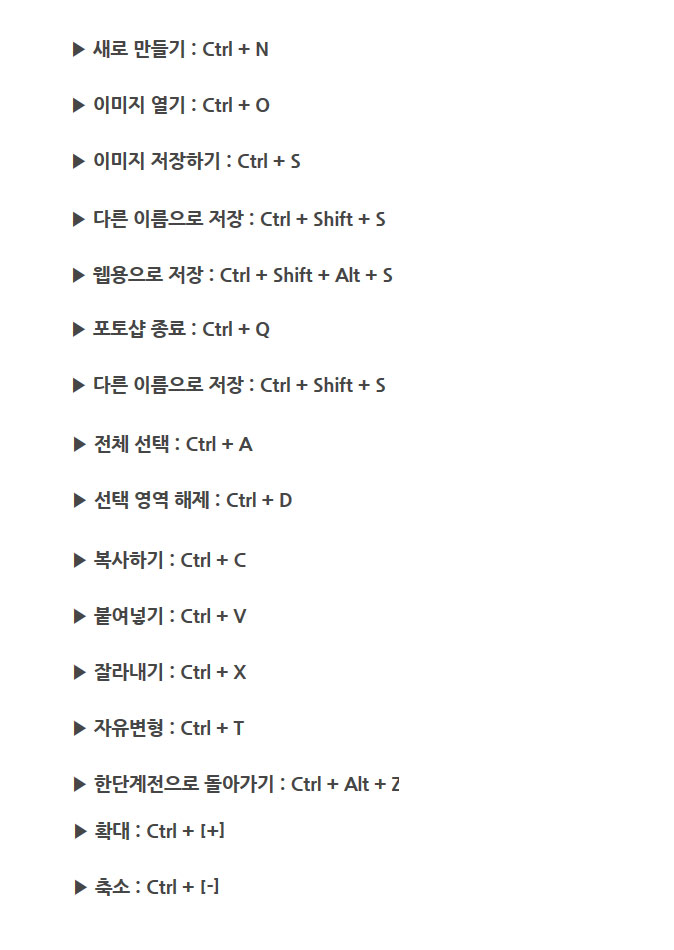 ▶ 새로 만들기 : Ctrl + N
▶ 이미지 열기 : Ctrl + O
▶ 이미지 저장하기 : Ctrl + S
▶ 다른 이름으로 저장 : Ctrl + Shift + S
▶ 웹용으로 저장 : Ctrl + Shift + Alt + S
▶ 포토샵 종료 : Ctrl + Q
▶ 다른 이름으로 저장 : Ctrl + Shift + S
▶ 전체 선택 : Ctrl + A
▶ 선택 영역 해제 : Ctrl + D
▶ 복사하기 : Ctrl + C
▶ 붙여넣기 : Ctrl + V
▶ 잘라내기 : Ctrl + X
▶ 자유변형 : Ctrl + T
▶ 한단계전으로 돌아가기 : Ctrl + Alt + Z
▶ 확대 : Ctrl + [+]
▶ 축소 : Ctrl + [-]